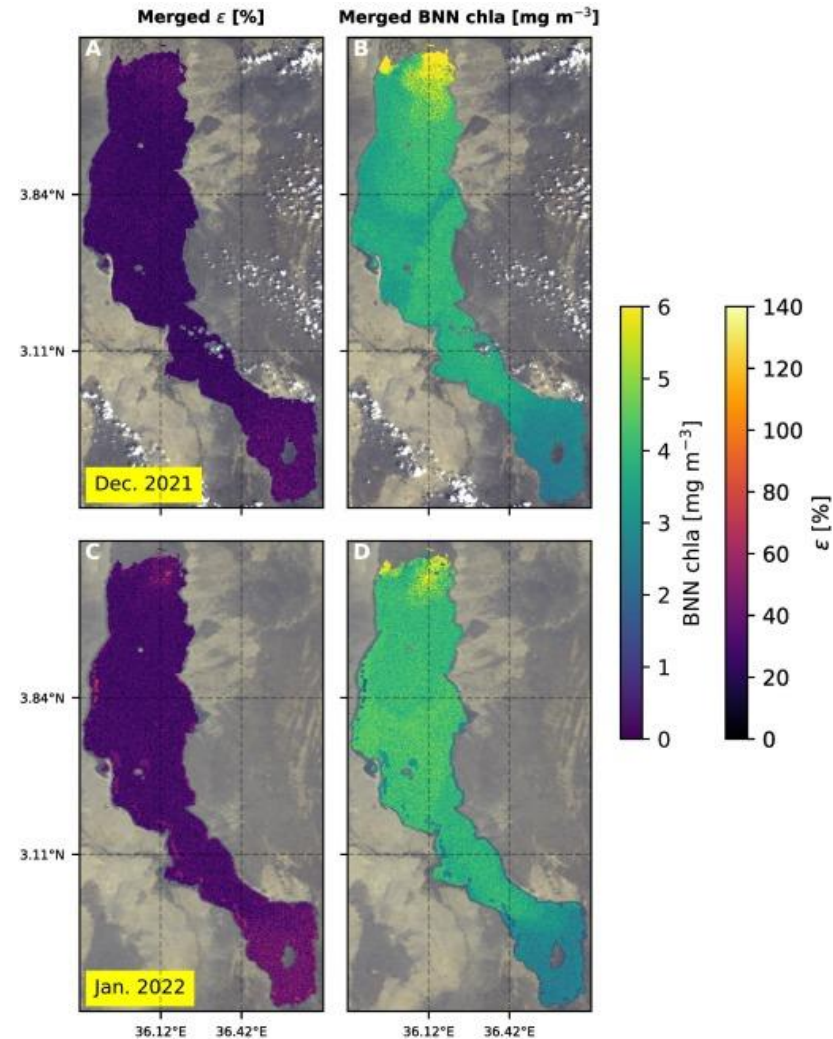 Merged ε [%]
Merged BNN chla [mg m⁻³]
A
B
3.84°N
3.11°N
Dec. 2021
C
D
3.84°N
3.11°N
Jan. 2022
36.12°E
36.42°E
36.12°E
36.42°E
6
5
4
3
2
1
0
BNN chla [mg m⁻³]
140
120
100
80
60
40
20
0
ε [%]